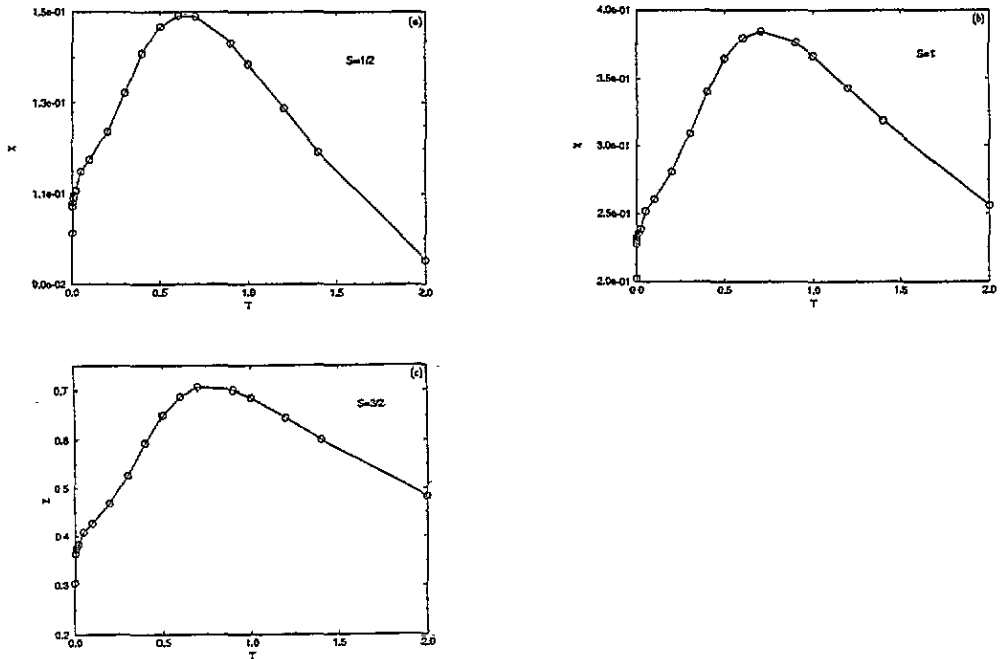 (a)
1.5e-01
S=1/2
1.3e-01
χ
1.1e-01
9.0e-02
0.0 0.5 1.0 1.5 2.0
T
(b)
4.0e-01
S=1
3.5e-01
3.0e-01
χ
2.5e-01
2.0e-01
0.0 0.5 1.0 1.5 2.0
T
(c)
0.7
S=3/2
0.6
0.5
χ
0.4
0.3
0.2
0.0 0.5 1.0 1.5 2.0
T